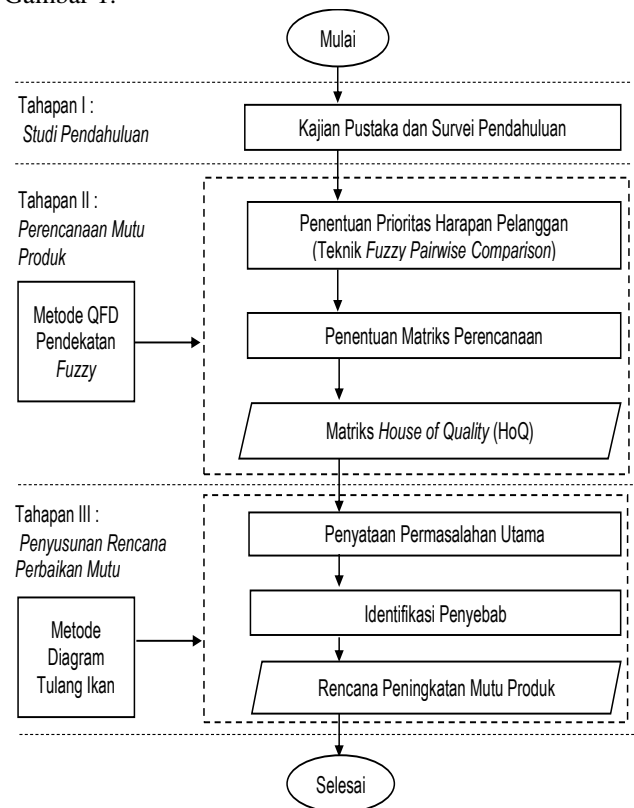 Gambar 1.
Mulai
Tahapan I :
Studi Pendahuluan
Kajian Pustaka dan Survei Pendahuluan
Tahapan II :
Perencanaan Mutu
Produk
Penentuan Prioritas Harapan Pelanggan
(Teknik Fuzzy Pairwise Comparison)
Metode QFD
Pendekatan
Fuzzy
Penentuan Matriks Perencanaan
Matriks House of Quality (HoQ)
Tahapan III :
Penyusunan Rencana
Perbaikan Mutu
Penyataan Permasalahan Utama
Metode
Diagram
Tulang Ikan
Identifikasi Penyebab
Rencana Peningkatan Mutu Produk
Selesai